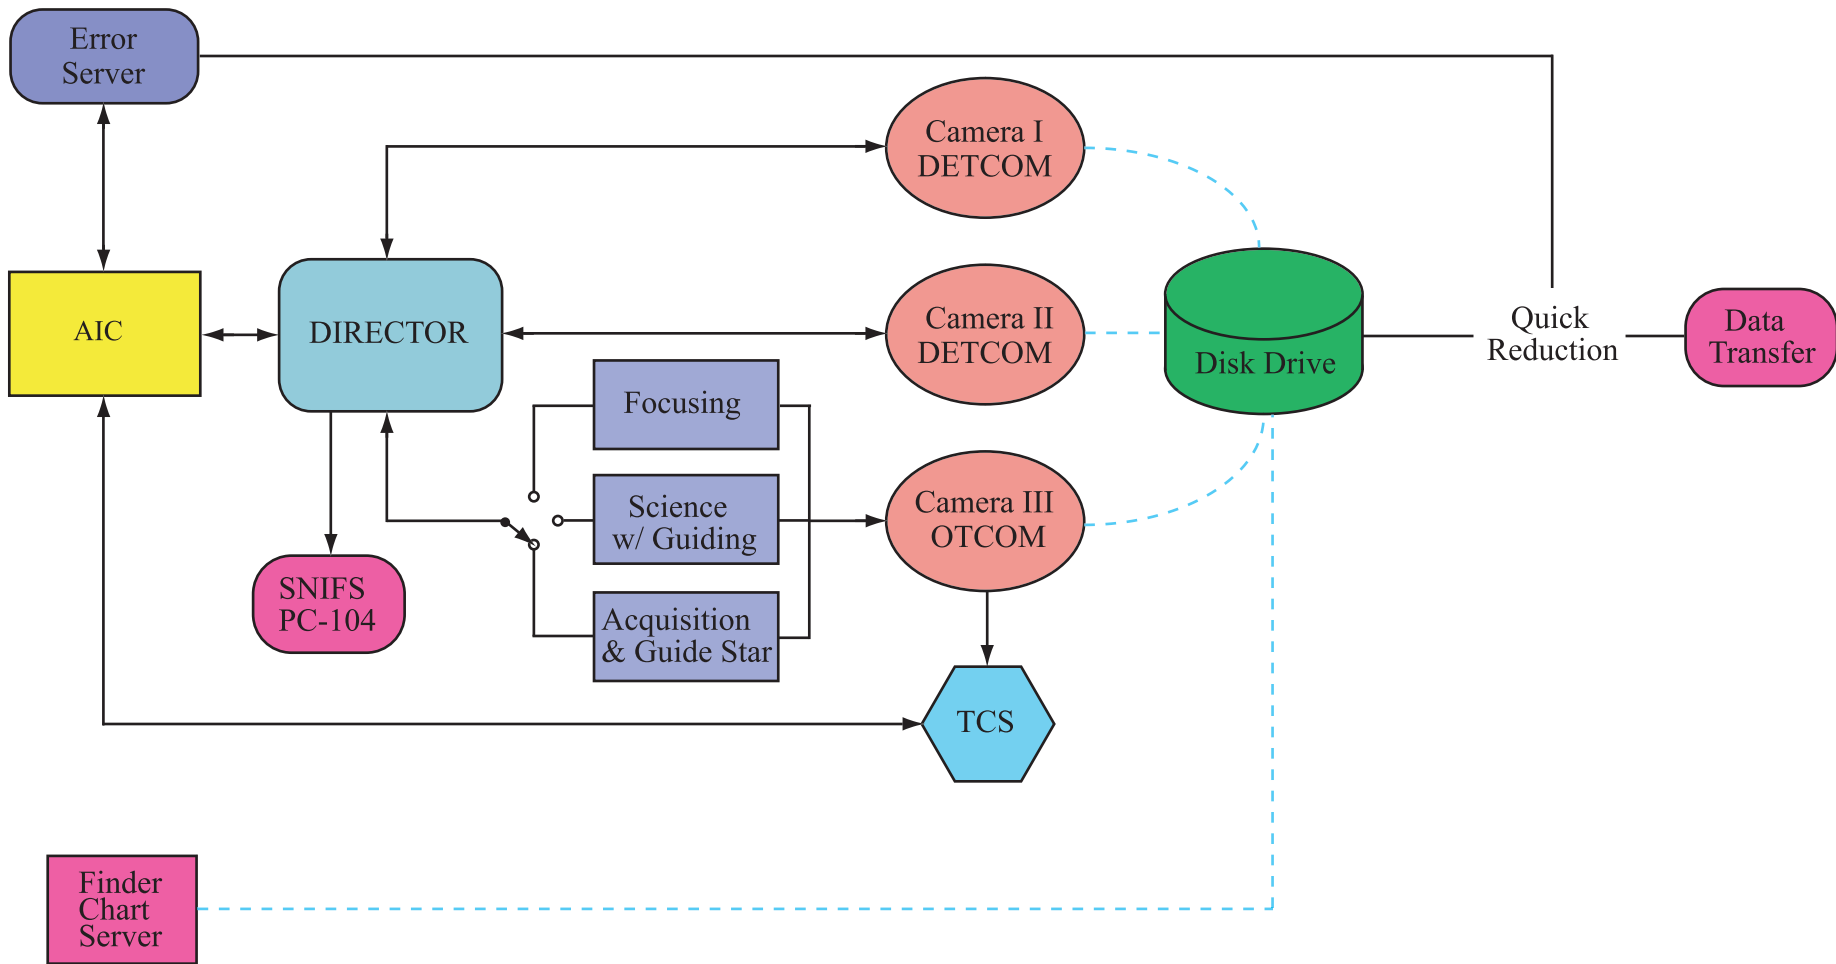 Error
Server
Camera I
DETCOM
AIC
DIRECTOR
Camera II
DETCOM
Disk Drive
Quick
Reduction
Data
Transfer
Focusing
Science
w/ Guiding
Camera III
OTCOM
SNIFS
PC-104
Acquisition
& Guide Star
TCS
Finder
Chart
Server